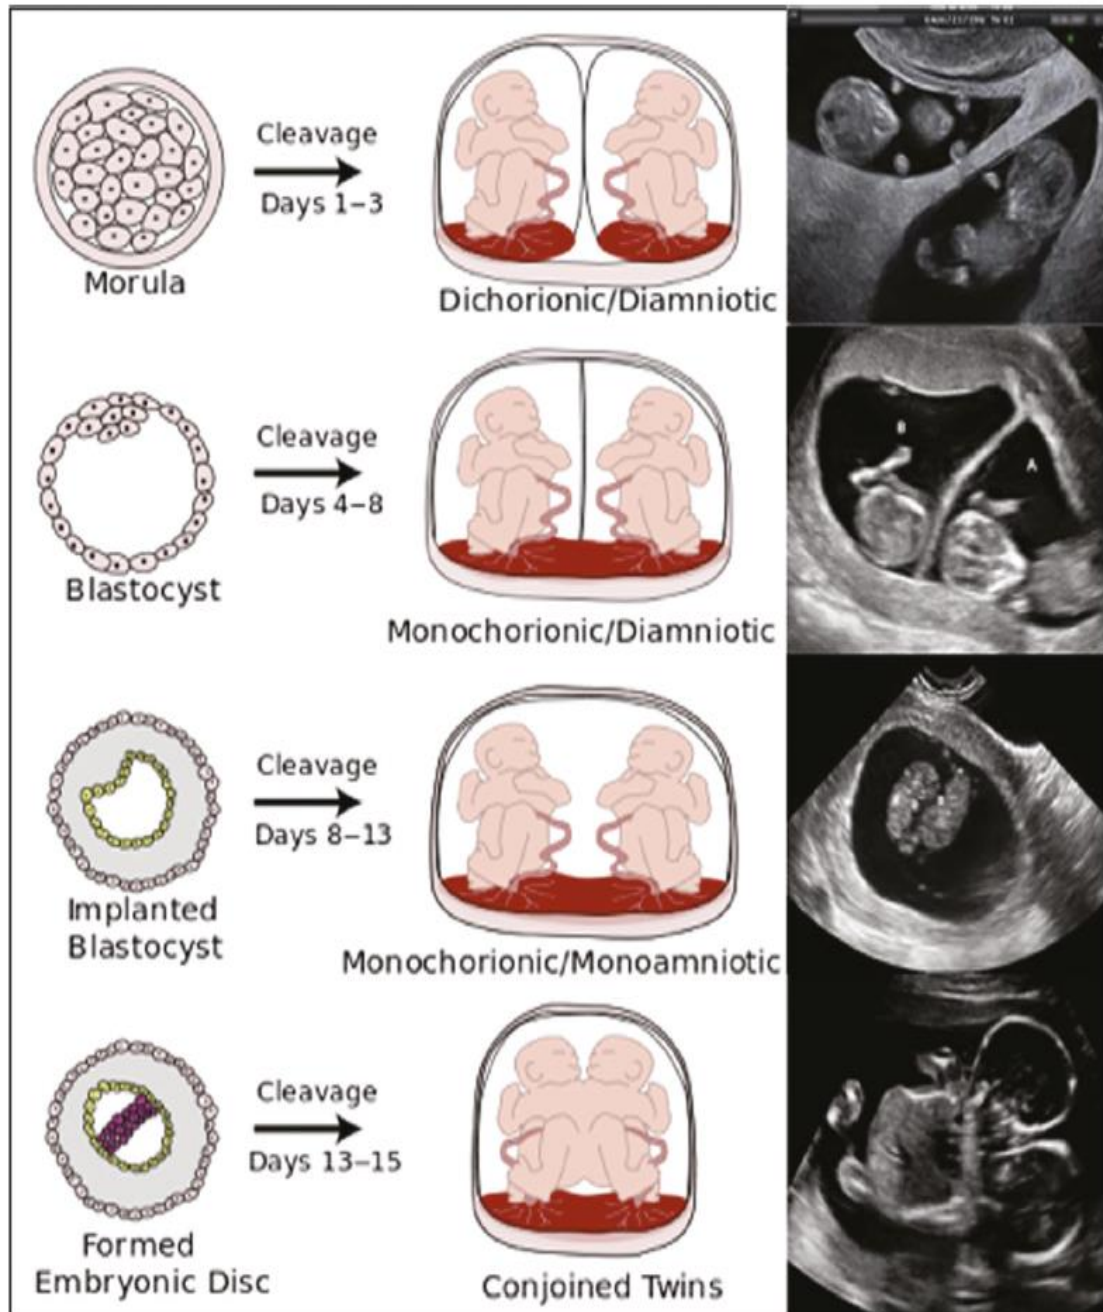 Cleavage
Days 1–3
Morula
Dichorionic/Diamniotic
B
A
Cleavage
Days 4–8
Blastocyst
Monochorionic/Diamniotic
Cleavage
Days 8–13
Implanted
Blastocyst
Monochorionic/Monoamniotic
Cleavage
Days 13–15
Formed
Embryonic Disc
Conjoined Twins